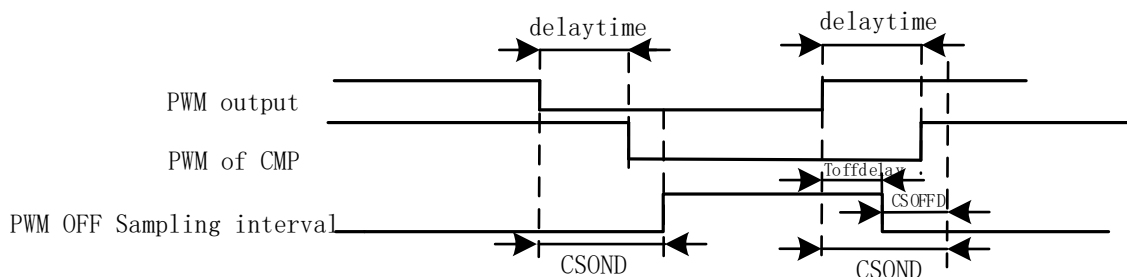 delaytime
delaytime
PWM output
PWM of CMP
Toffdelay
CSOFFD
PWM OFF Sampling interval
CSOND
CSOND